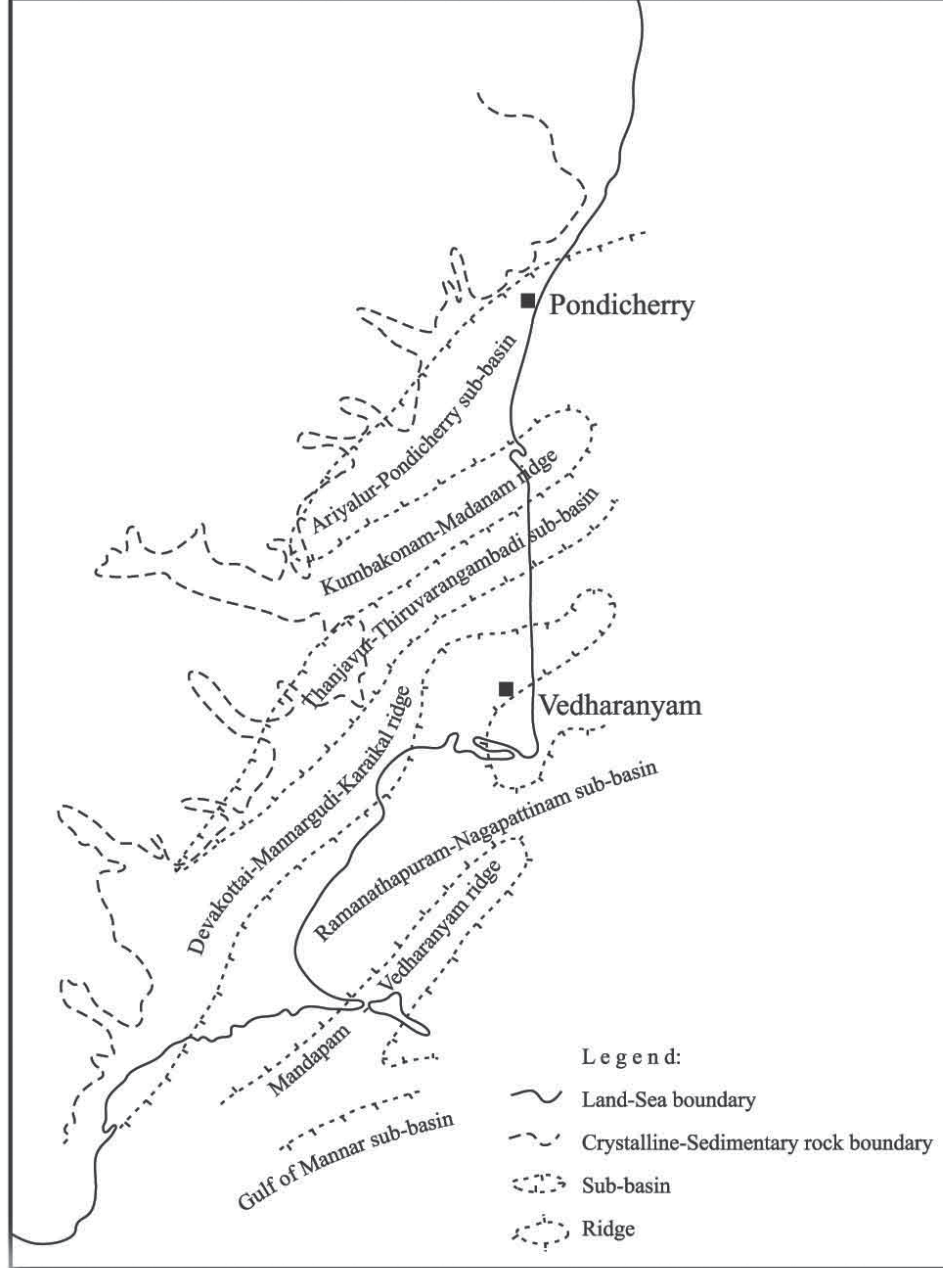 Pondicherry
Ariyalur-Pondicherry sub-basin
Kumbakonam-Madanam ridge
Thanjavur-Thiruvarangambadi sub-basin
Vedharanyam
Devakottai-Mannargudi-Karaikal ridge
Ramanathapuram-Nagapattinam sub-basin
Mandapam Vedharanyam ridge
Gulf of Mannar sub-basin
Legend:
Land-Sea boundary
Crystalline-Sedimentary rock boundary
Sub-basin
Ridge